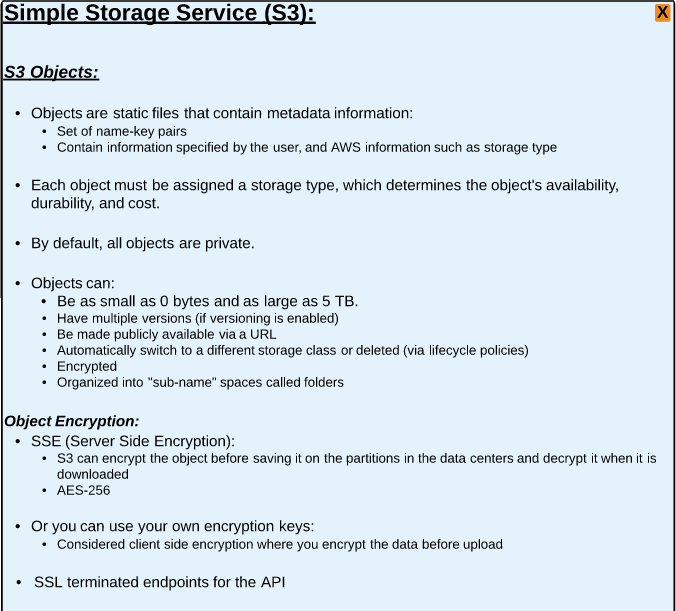 Simple Storage Service (S3):
X
S3 Objects:
• Objects are static files that contain metadata information:
• Set of name-key pairs
• Contain information specified by the user, and AWS information such as storage type
• Each object must be assigned a storage type, which determines the object's availability,
durability, and cost.
• By default, all objects are private.
• Objects can:
• Be as small as 0 bytes and as large as 5 TB.
• Have multiple versions (if versioning is enabled)
• Be made publicly available via a URL
• Automatically switch to a different storage class or deleted (via lifecycle policies)
• Encrypted
• Organized into "sub-name" spaces called folders
Object Encryption:
• SSE (Server Side Encryption):
• S3 can encrypt the object before saving it on the partitions in the data centers and decrypt it when it is
downloaded
• AES-256
• Or you can use your own encryption keys:
• Considered client side encryption where you encrypt the data before upload
• SSL terminated endpoints for the API